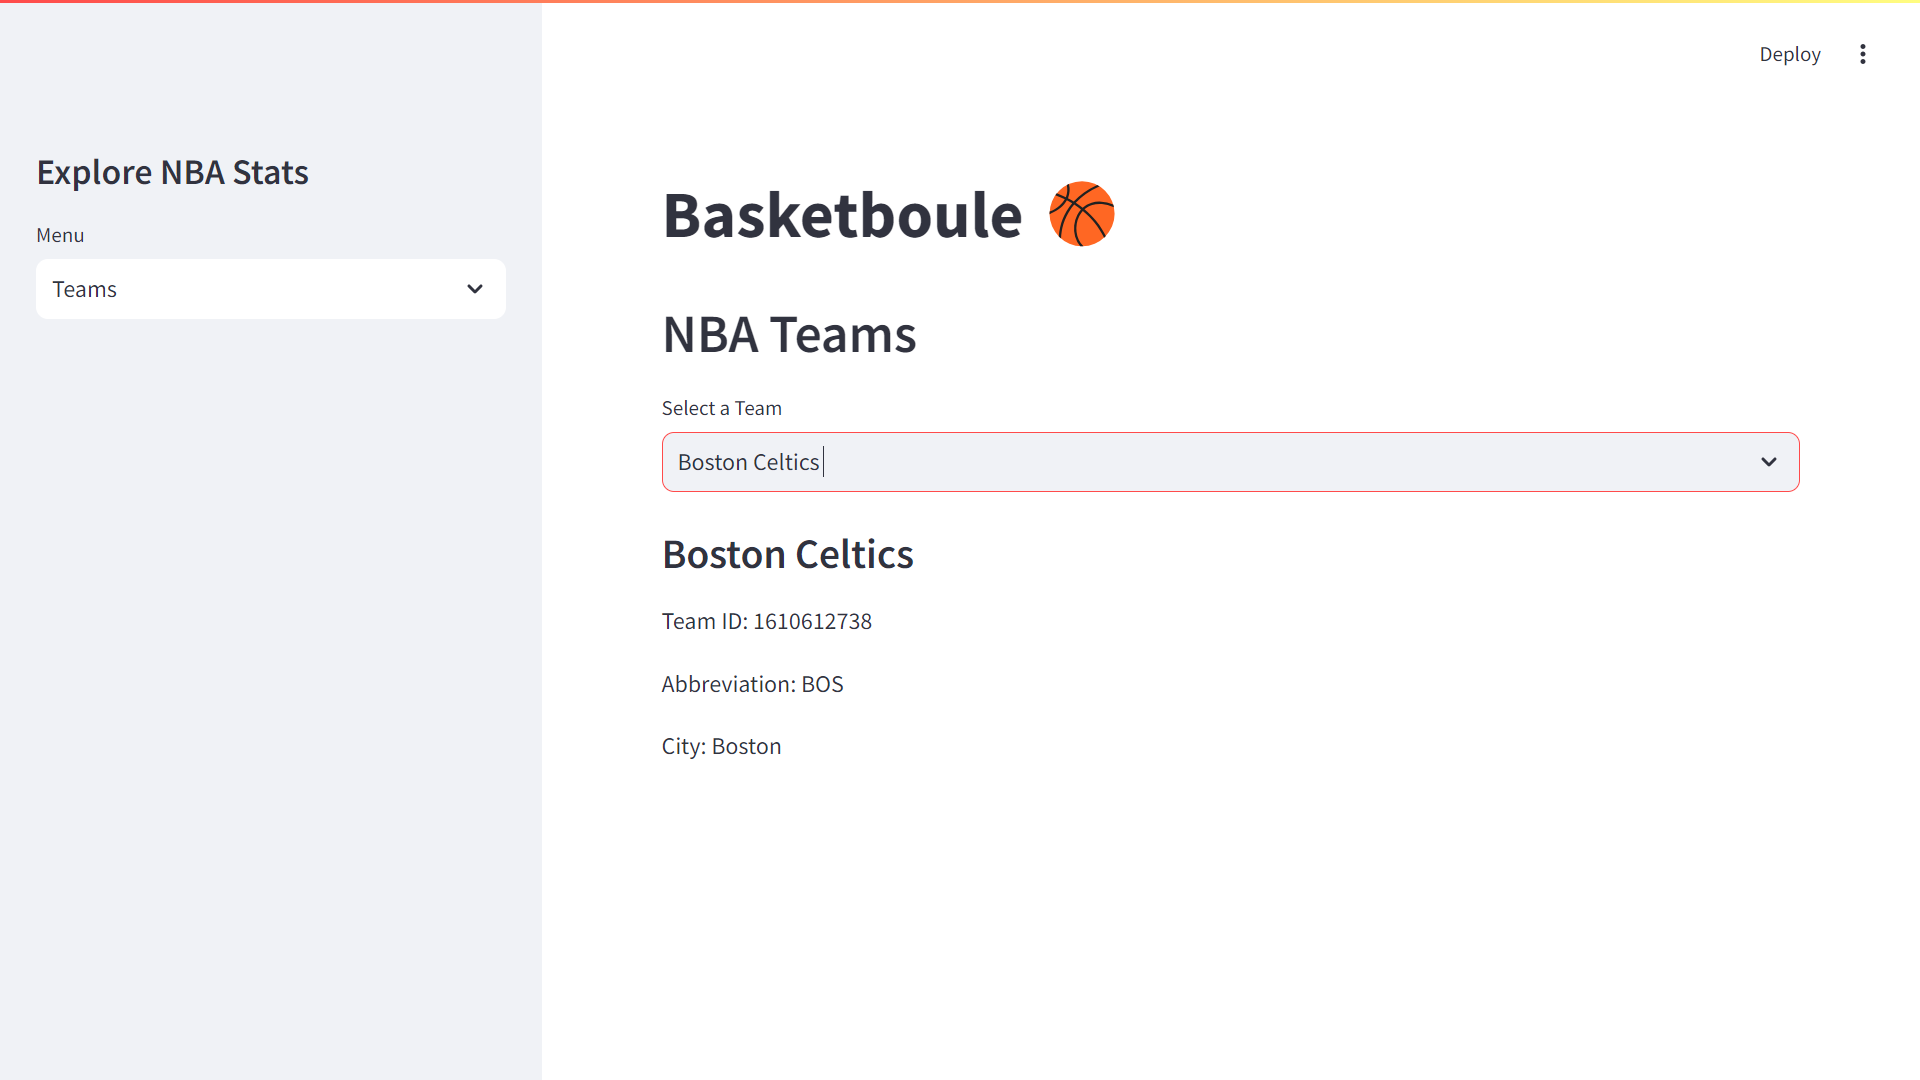 Deploy
Explore NBA Stats
Menu
Teams
Basketboule
NBA Teams
Select a Team
Boston Celtics
Boston Celtics
Team ID: 1610612738
Abbreviation: BOS
City: Boston